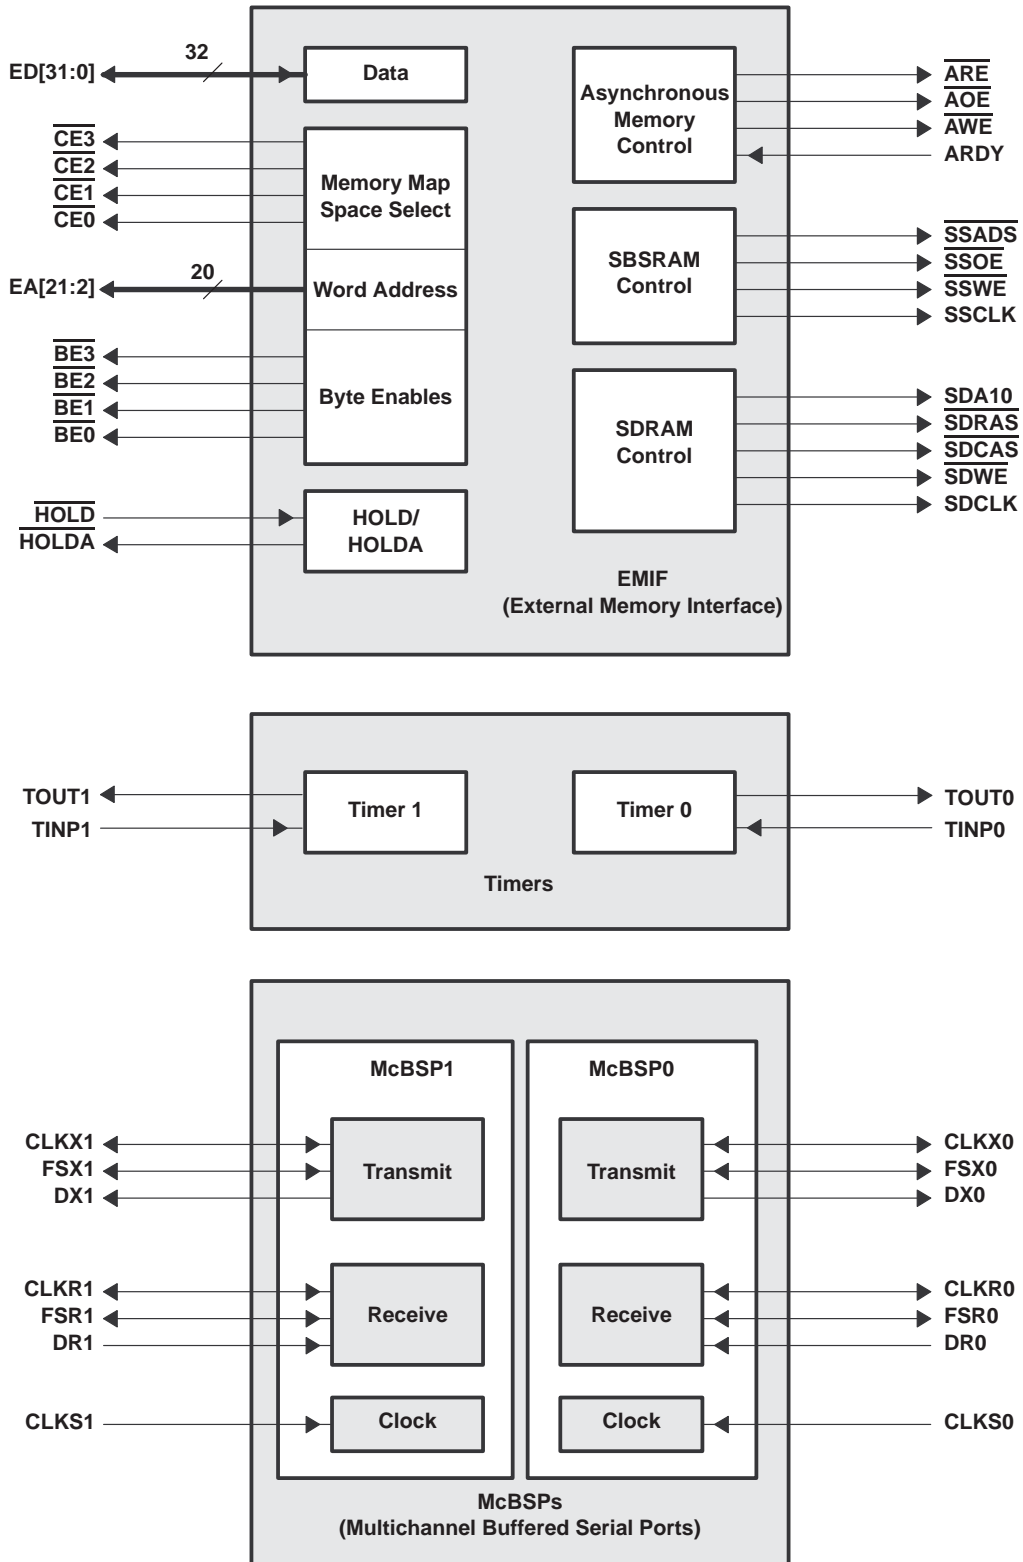 32
ED[31:0]
Data
CE3
CE2
CE1
CE0
Memory Map
Space Select
20
EA[21:2]
Word Address
BE3
BE2
BE1
BE0
Byte Enables
HOLD
HOLDA
HOLD/
HOLDA
Asynchronous
Memory
Control
ARE
AOE
AWE
ARDY
SBSRAM
Control
SSADS
SSOE
SSWE
SSCLK
SDRAM
Control
SDA10
SDRAS
SDCAS
SDWE
SDCLK
EMIF
(External Memory Interface)
TOUT1
TINP1
Timer 1
Timer 0
TOUT0
TINP0
Timers
McBSP1
McBSP0
CLKX1
FSX1
DX1
Transmit
Transmit
CLKX0
FSX0
DX0
CLKR1
FSR1
DR1
Receive
Receive
CLKR0
FSR0
DR0
CLKS1
Clock
Clock
CLKS0
McBSPs
(Multichannel Buffered Serial Ports)